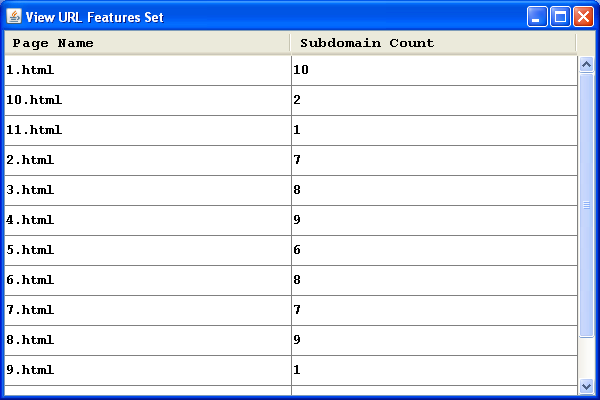 View URL Features Set
Page Name Subdomain Count
1.html 10
10.html 2
11.html 1
2.html 7
3.html 8
4.html 9
5.html 6
6.html 8
7.html 7
8.html 9
9.html 1